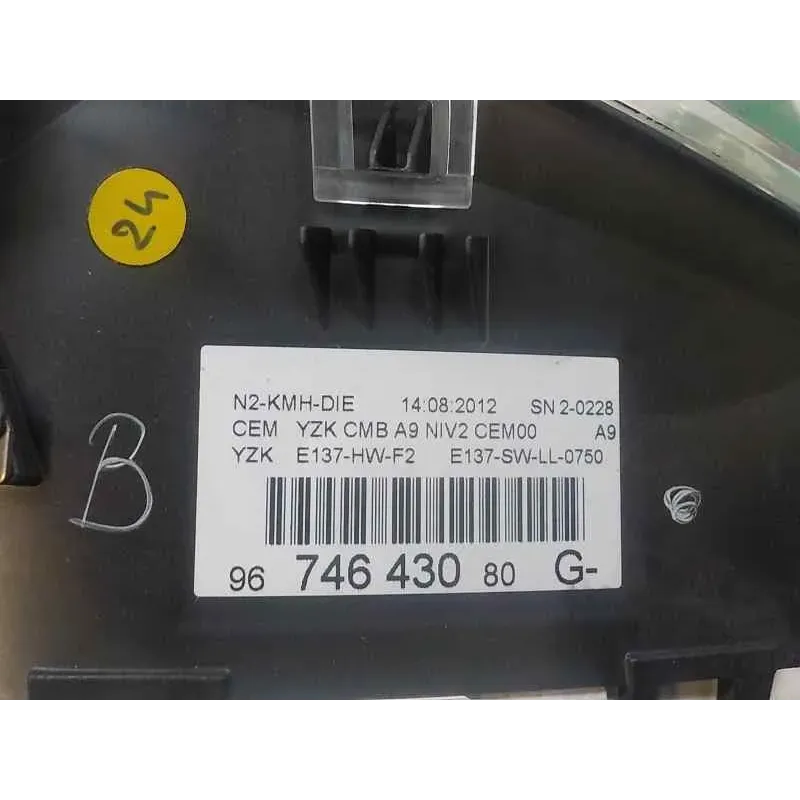 24
N2-KMH-DIE 14:08:2012 SN 2-0228
CEM YZK CMB A9 NIV2 CEM00 A9
YZK E137-HW-F2 E137-SW-LL-0750
B
96 746 430 80 G-